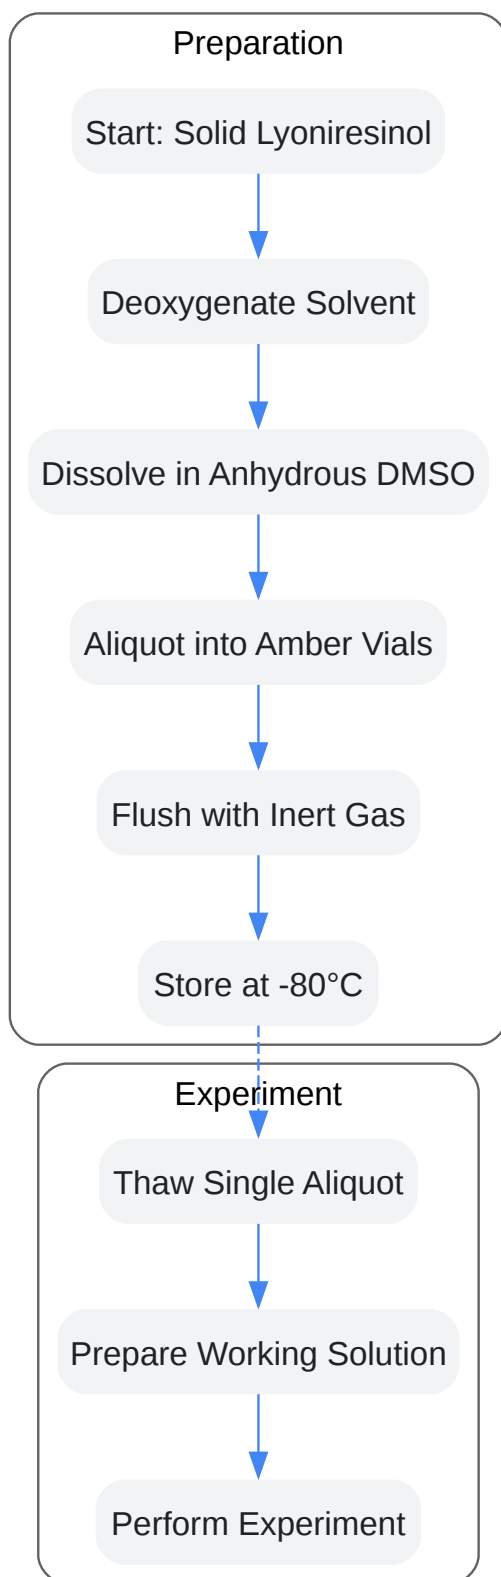 Preparation
Start: Solid Lyoniresinol
Deoxygenate Solvent
Dissolve in Anhydrous DMSO
Aliquot into Amber Vials
Flush with Inert Gas
Store at -80°C
Experiment
Thaw Single Aliquot
Prepare Working Solution
Perform Experiment